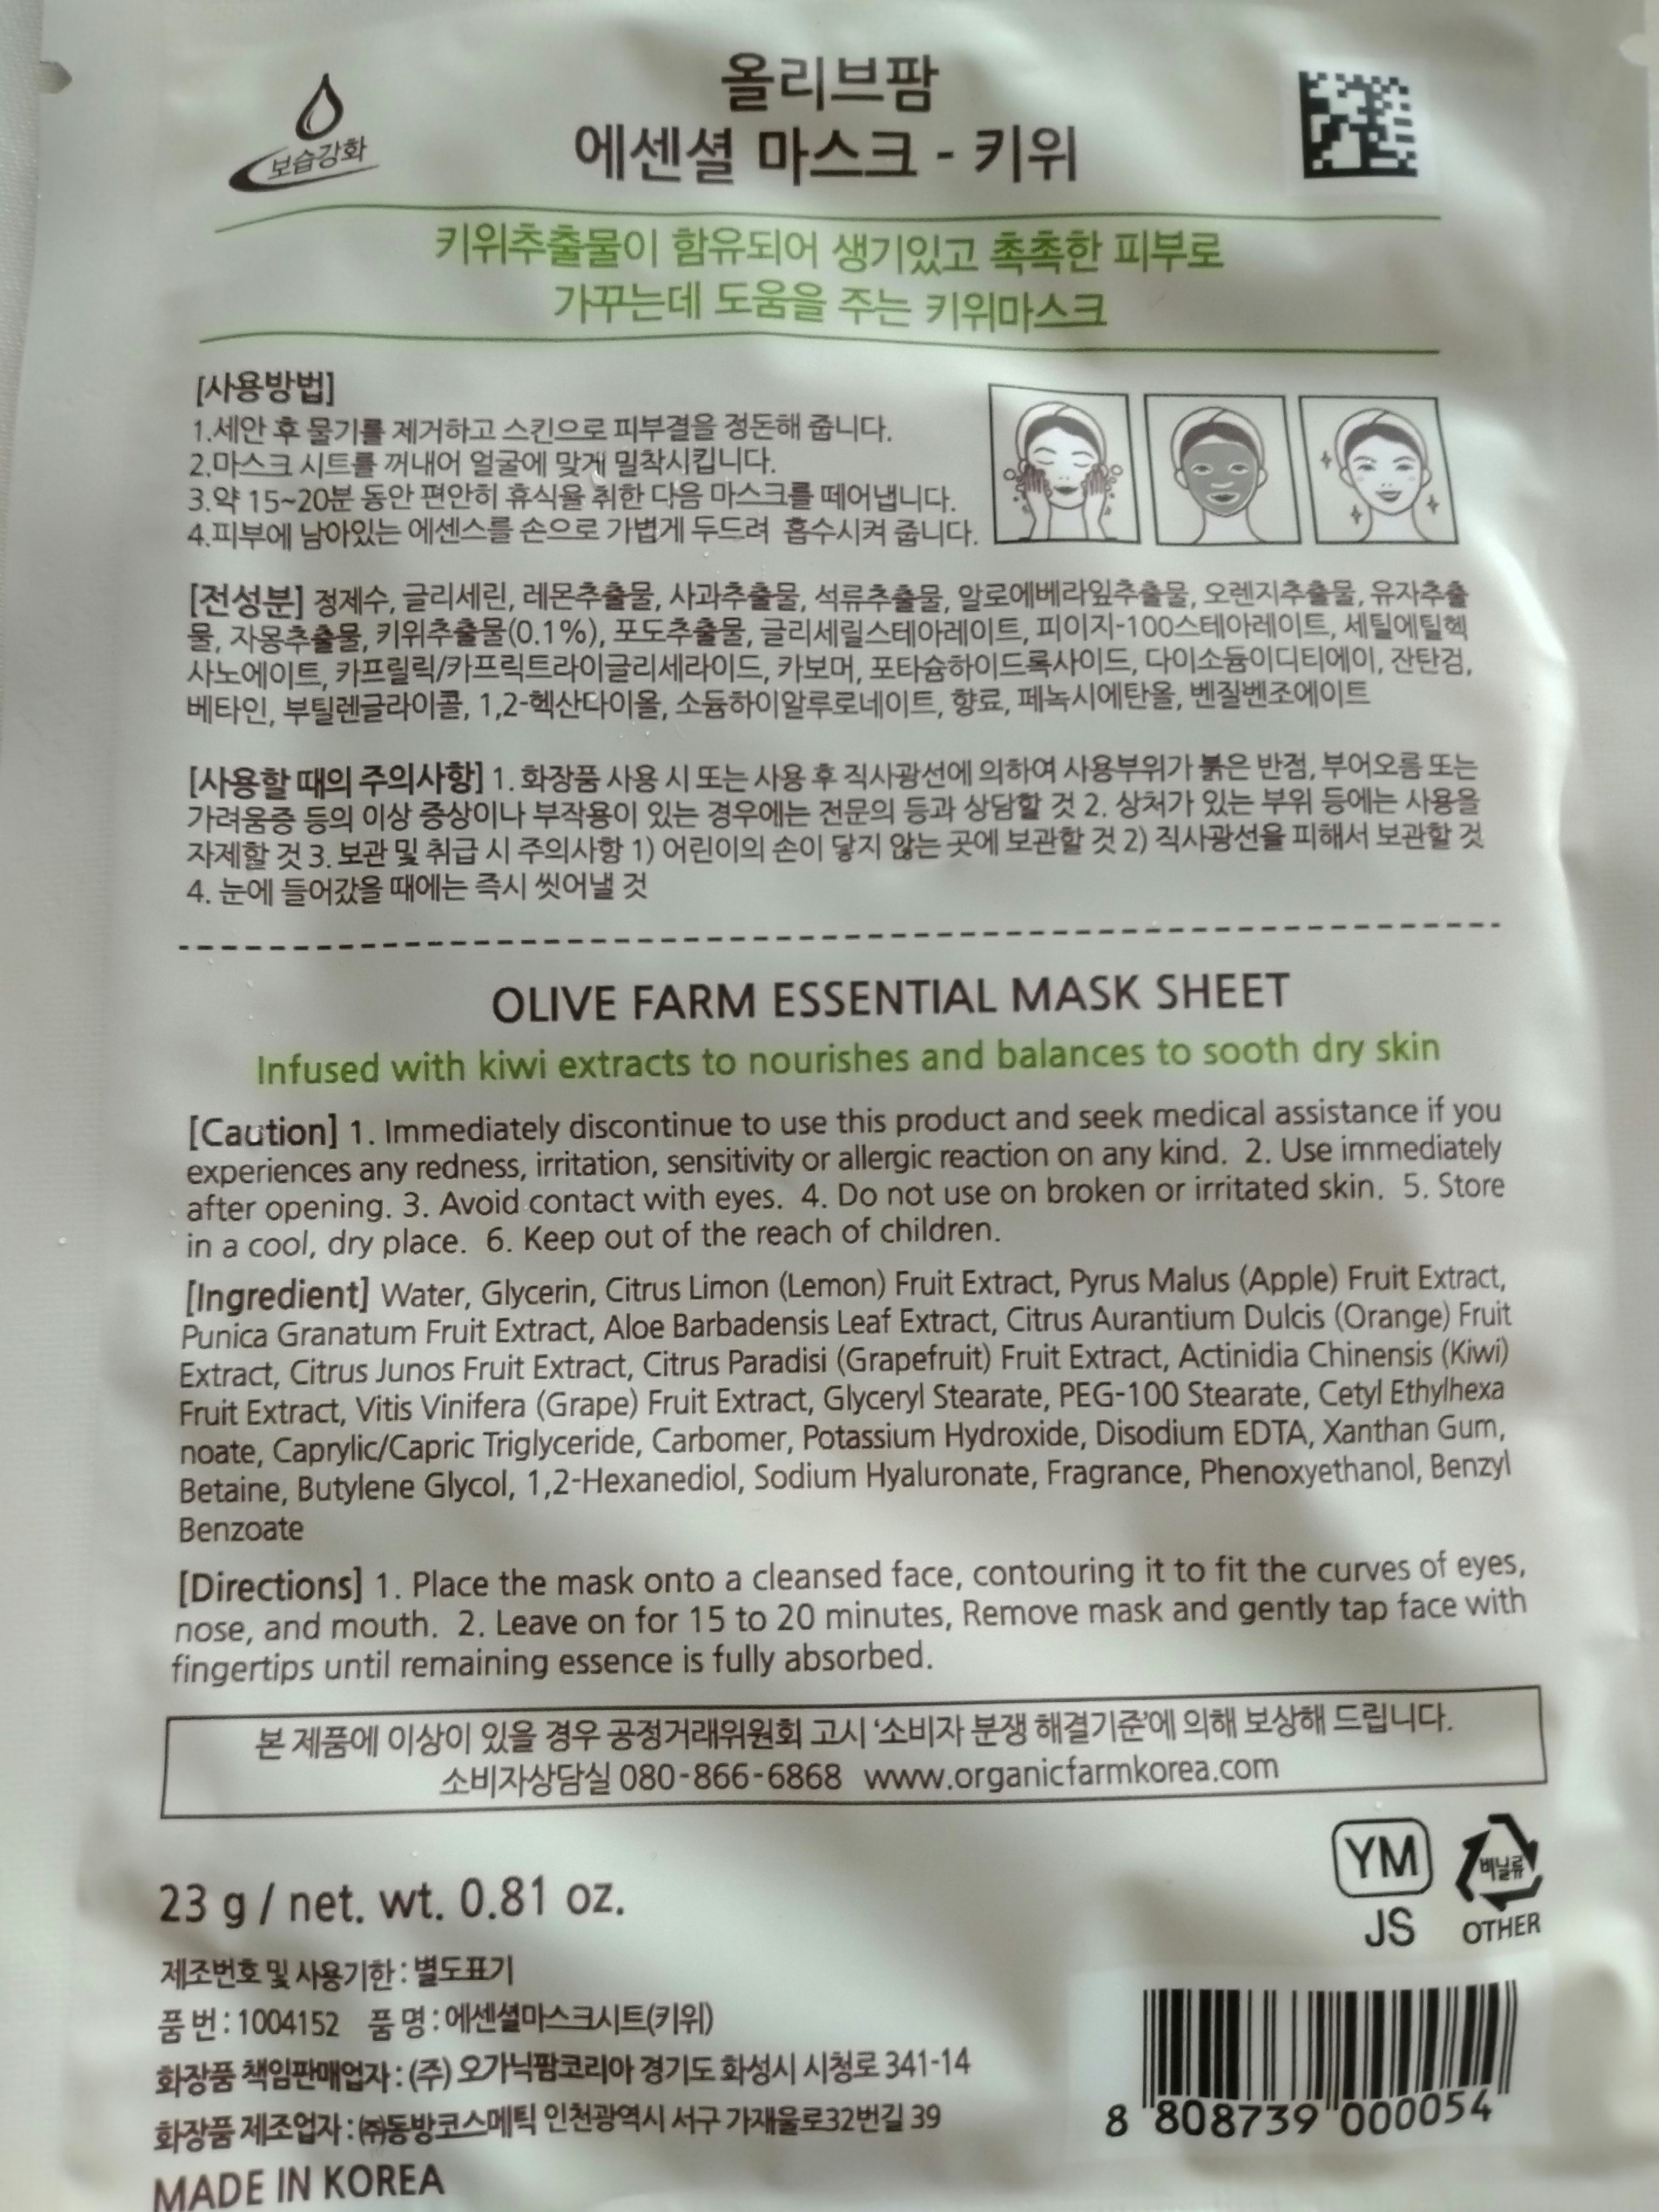 보습강화
올리브팜
에센셜 마스크 - 키위
키위추출물이 함유되어 생기있고 촉촉한 피부로
가꾸는데 도움을 주는 키위마스크
[사용방법]
1.세안 후 물기를 제거하고 스킨으로 피부결을 정돈해 줍니다.
2.마스크 시트를 꺼내어 얼굴에 맞게 밀착시킵니다.
3.약 15~20분 동안 편안히 휴식을 취한 다음 마스크를 떼어냅니다.
4.피부에 남아있는 에센스를 손으로 가볍게 두드려 흡수시켜 줍니다.
[전성분] 정제수, 글리세린, 레몬추출물, 사과추출물, 석류추출물, 알로에베라잎추출물, 오렌지추출물, 유자추출
물, 자몽추출물, 키위추출물(0.1%), 포도추출물, 글리세릴스테아레이트, 피이지-100스테아레이트, 세틸에틸헥
사노에이트, 카프릴릭/카프릭트라이글리세라이드, 카보머, 포타슘하이드록사이드, 다이소듐이디티에이, 잔탄검,
베타인, 부틸렌글라이콜, 1,2-헥산다이올, 소듐하이알루로네이트, 향료, 페녹시에탄올, 벤질벤조에이트
[사용할 때의 주의사항] 1. 화장품 사용 시 또는 사용 후 직사광선에 의하여 사용부위가 붉은 반점, 부어오름 또는
가려움증 등의 이상 증상이나 부작용이 있는 경우에는 전문의 등과 상담할 것 2. 상처가 있는 부위 등에는 사용을
자제할 것 3. 보관 및 취급 시 주의사항 1) 어린이의 손이 닿지 않는 곳에 보관할 것 2) 직사광선을 피해서 보관할 것
4. 눈에 들어갔을 때에는 즉시 씻어낼 것
OLIVE FARM ESSENTIAL MASK SHEET
Infused with kiwi extracts to nourishes and balances to sooth dry skin
[Caution] 1. Immediately discontinue to use this product and seek medical assistance if you
experiences any redness, irritation, sensitivity or allergic reaction on any kind. 2. Use immediately
after opening. 3. Avoid contact with eyes. 4. Do not use on broken or irritated skin. 5. Store
in a cool, dry place. 6. Keep out of the reach of children.
[Ingredient] Water, Glycerin, Citrus Limon (Lemon) Fruit Extract, Pyrus Malus (Apple) Fruit Extract,
Punica Granatum Fruit Extract, Aloe Barbadensis Leaf Extract, Citrus Aurantium Dulcis (Orange) Fruit
Extract, Citrus Junos Fruit Extract, Citrus Paradisi (Grapefruit) Fruit Extract, Actinidia Chinensis (Kiwi)
Fruit Extract, Vitis Vinifera (Grape) Fruit Extract, Glyceryl Stearate, PEG-100 Stearate, Cetyl Ethylhexa
noate, Caprylic/Capric Triglyceride, Carbomer, Potassium Hydroxide, Disodium EDTA, Xanthan Gum,
Betaine, Butylene Glycol, 1,2-Hexanediol, Sodium Hyaluronate, Fragrance, Phenoxyethanol, Benzyl
Benzoate
[Directions] 1. Place the mask onto a cleansed face, contouring it to fit the curves of eyes,
nose, and mouth. 2. Leave on for 15 to 20 minutes, Remove mask and gently tap face with
fingertips until remaining essence is fully absorbed.
본 제품에 이상이 있을 경우 공정거래위원회 고시 '소비자 분쟁 해결기준'에 의해 보상해 드립니다.
소비자상담실 080-866-6868 www.organicfarmkorea.com
YM
JS
비닐류
OTHER
23 g / net. wt. 0.81 oz.
제조번호 및 사용기한 : 별도표기
품 번 : 1004152 품 명 : 에센셜마스크시트(키위)
화장품 책임판매업자 : (주) 오가닉팜코리아 경기도 화성시 시청로 341-14
화장품 제조업자 : ㈜동방코스메틱 인천광역시 서구 가재울로32번길 39
MADE IN KOREA
8 808739 000054